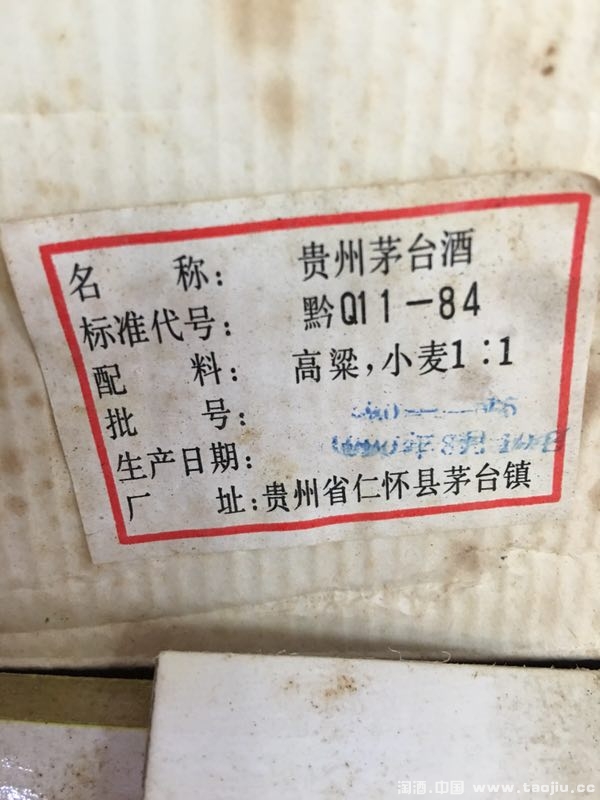 名 称: 贵州茅台酒
标准代号: 黔Q11-84
配 料: 高粱,小麦1:1
批 号:
生产日期:
厂 址:贵州省仁怀县茅台镇
淘酒.中国 www.taojiu.cc